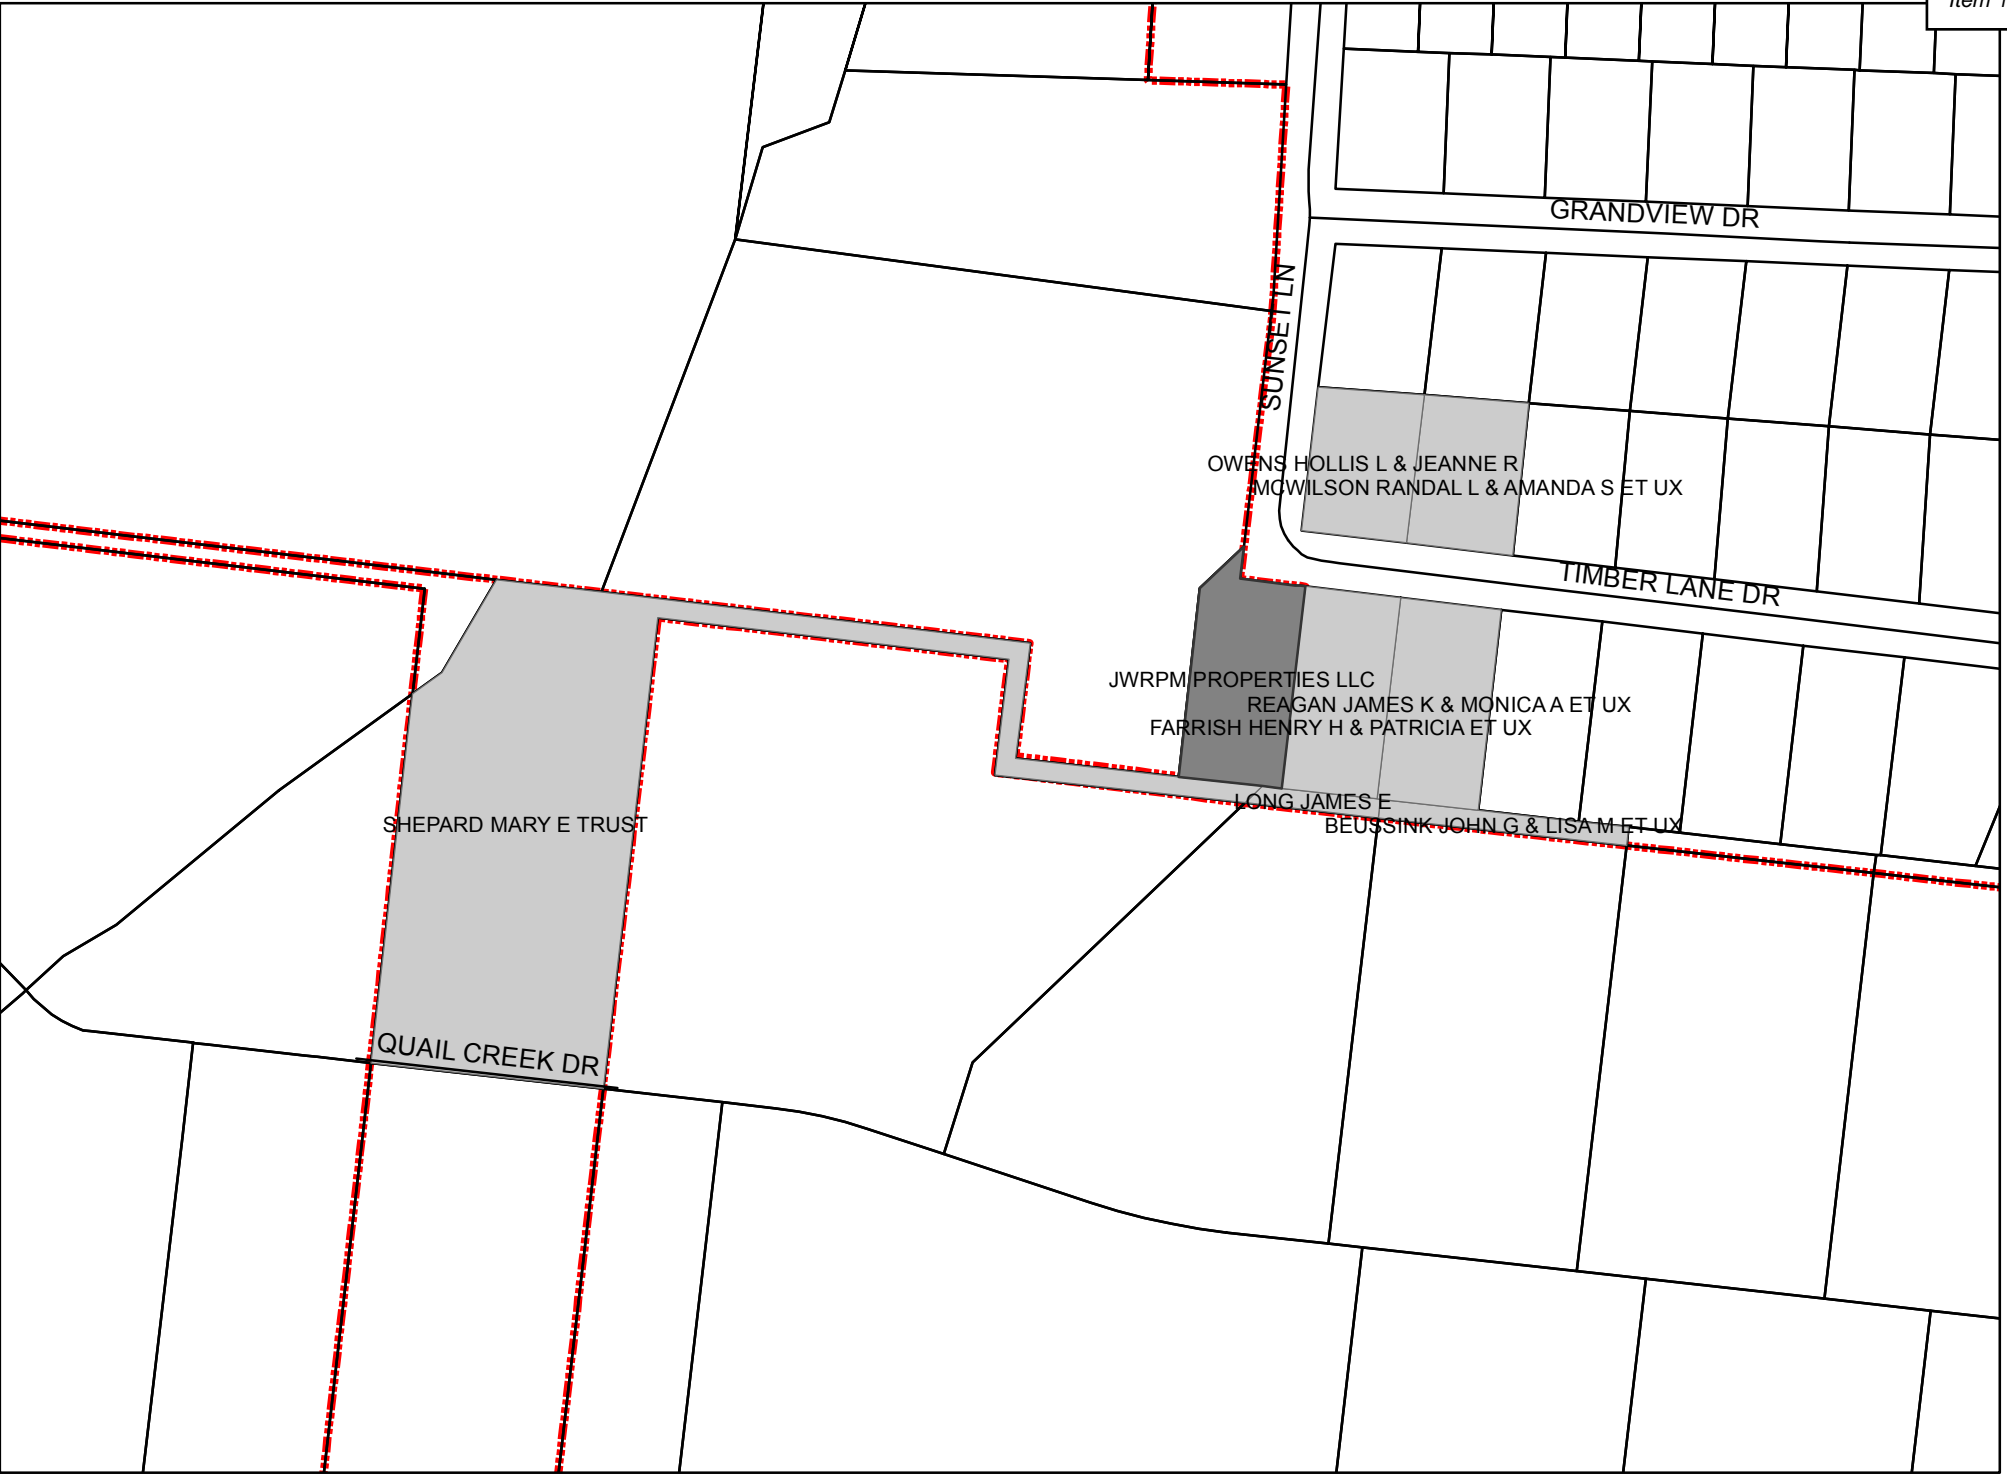 Item 
GRANDVIEW DR
SUNSET LN
OWENS HOLLIS L & JEANNE R
MCWILSON RANDAL L & AMANDA S ET UX
TIMBER LANE DR
JWRPM PROPERTIES LLC
REAGAN JAMES K & MONICA A ET UX
FARRISH HENRY H & PATRICIA ET UX
LONG JAMES E
BEUSSINK JOHN G & LISA M ET UX
SHEPARD MARY E TRUST
QUAIL CREEK DR